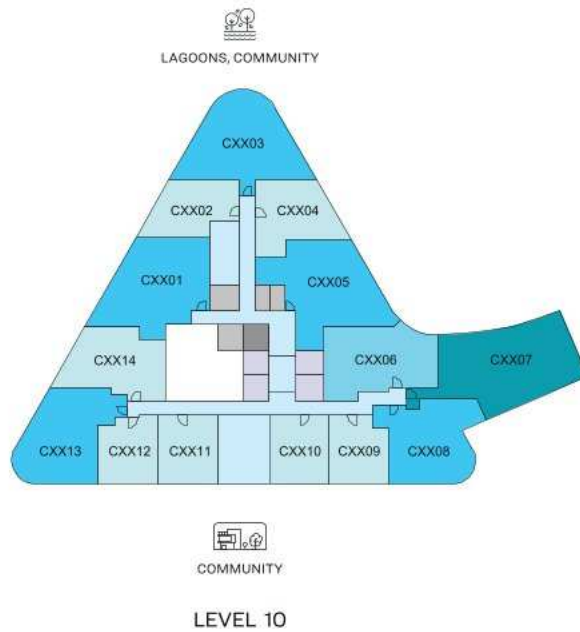 LAGOONS, COMMUNITY
CXX03
CXX02 CXX04
CXX01 CXX05
CXX14 CXX06 CXX07
CXX13 CXX12 CXX11 CXX10 CXX09 CXX08
COMMUNITY
LEVEL 10